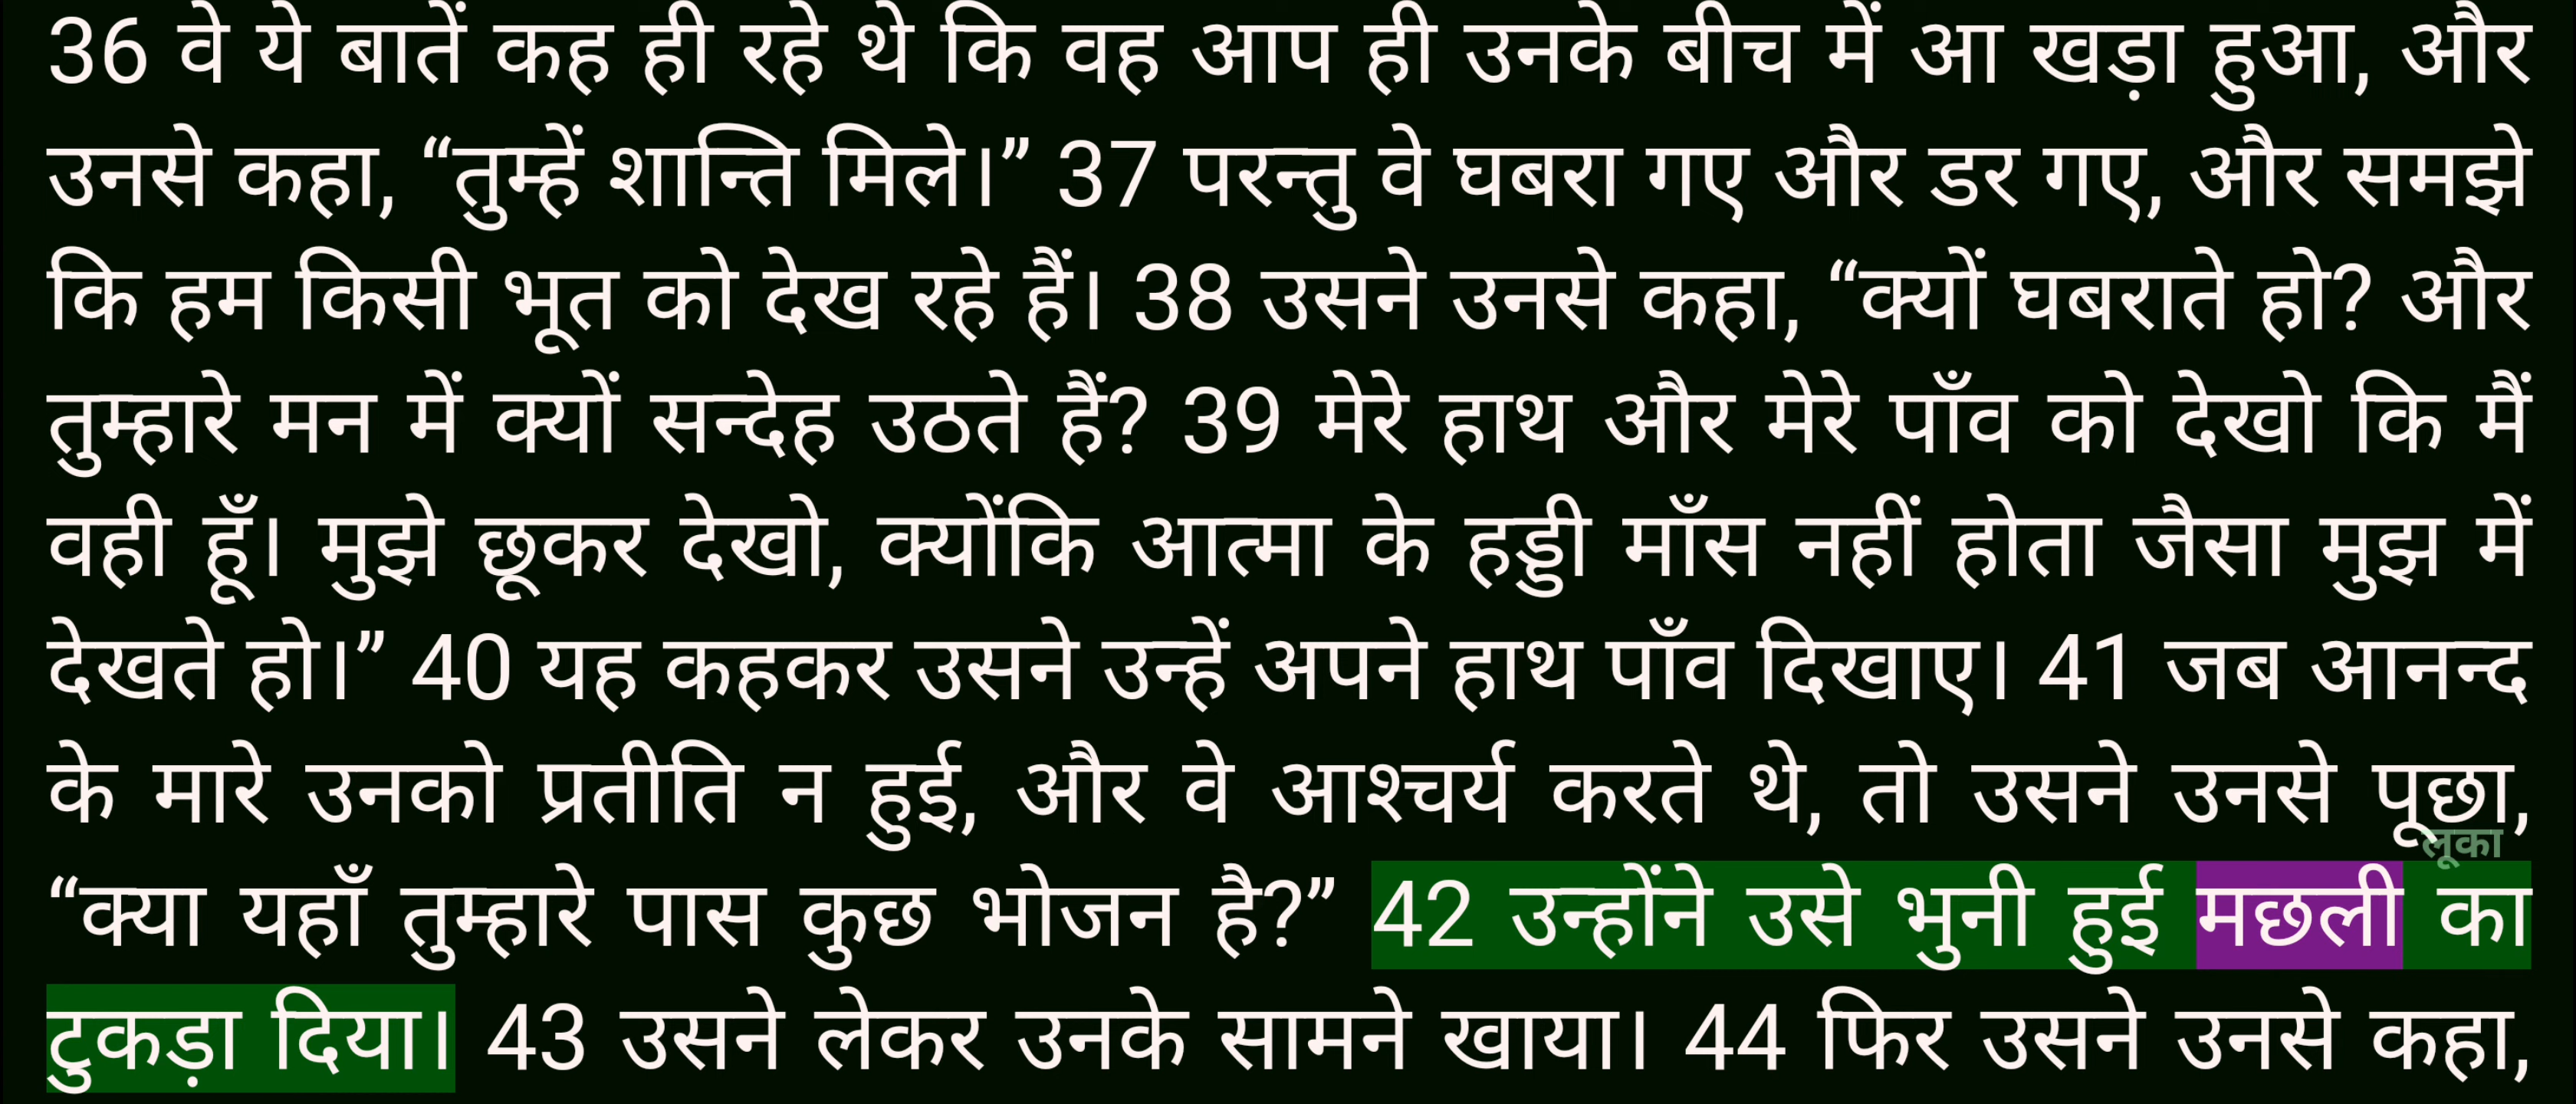 36 वे ये बातें कह ही रहे थे कि वह आप ही उनके बीच में आ खड़ा हुआ, और
उनसे कहा, “तुम्हें शान्ति मिले।” 37 परन्तु वे घबरा गए और डर गए, और समझे
कि हम किसी भूत को देख रहे हैं। 38 उसने उनसे कहा, “क्यों घबराते हो? और
तुम्हारे मन में क्यों सन्देह उठते हैं? 39 मेरे हाथ और मेरे पाँव को देखो कि मैं
वही हूँ। मुझे छूकर देखो, क्योंकि आत्मा के हड्डी माँस नहीं होता जैसा मुझ में
देखते हो।” 40 यह कहकर उसने उन्हें अपने हाथ पाँव दिखाए। 41 जब आनन्द
के मारे उनको प्रतीति न हुई, और वे आश्चर्य करते थे, तो उसने उनसे पूछा,
लूका
“क्या यहाँ तुम्हारे पास कुछ भोजन है?” 42 उन्होंने उसे भुनी हुई मछली का
टुकड़ा दिया। 43 उसने लेकर उनके सामने खाया। 44 फिर उसने उनसे कहा,